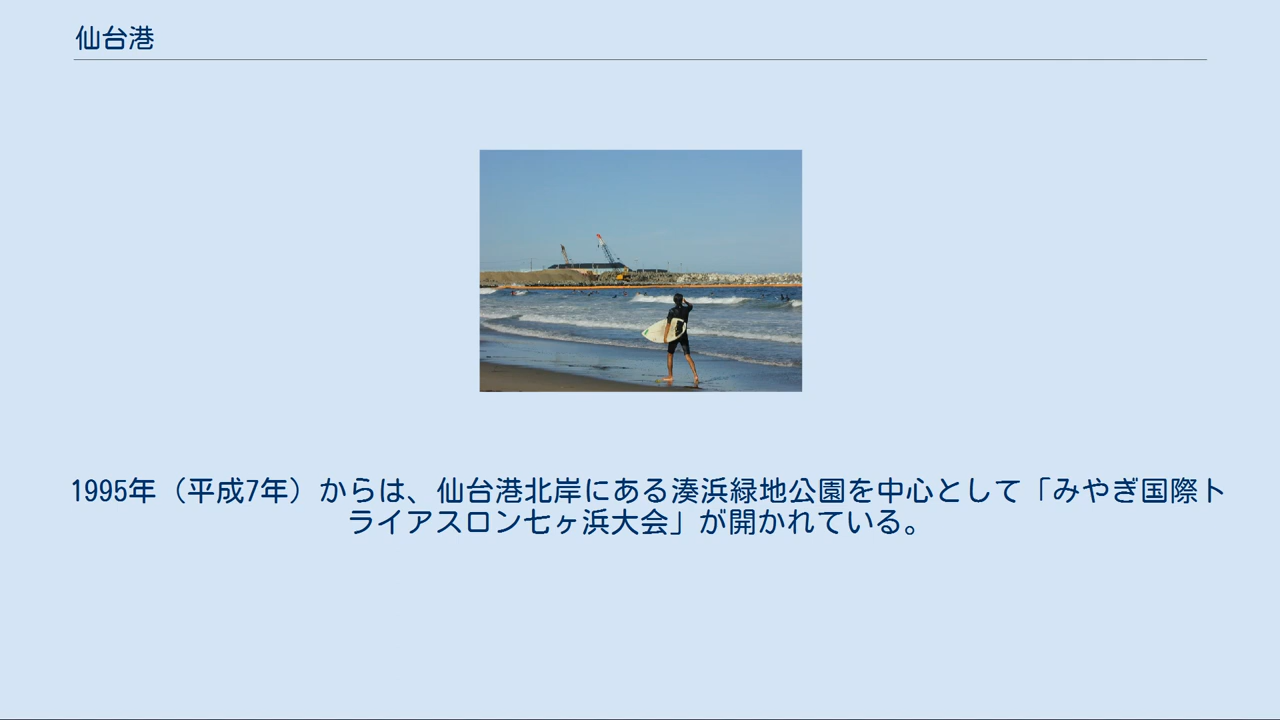 仙台港
1995年（平成7年）からは、仙台港北岸にある湊浜緑地公園を中心として「みやぎ国際ト
ライアスロン七ヶ浜大会」が開かれている。